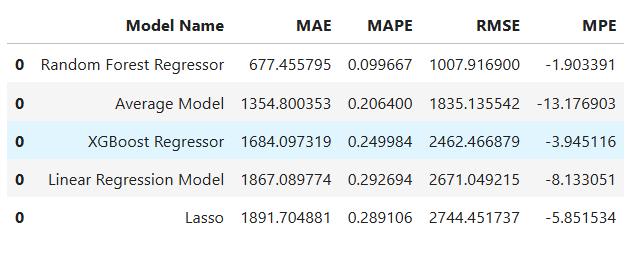 Model Name MAE MAPE RMSE MPE
0 Random Forest Regressor 677.455795 0.099667 1007.916900 -1.903391
0 Average Model 1354.800353 0.206400 1835.135542 -13.176903
0 XGBoost Regressor 1684.097319 0.249984 2462.466879 -3.945116
0 Linear Regression Model 1867.089774 0.292694 2671.049215 -8.133051
0 Lasso 1891.704881 0.289106 2744.451737 -5.851534